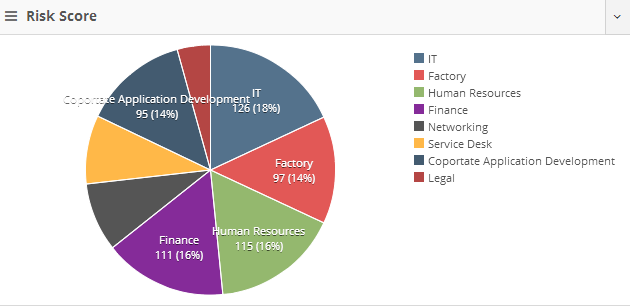 Risk Score
IT
126 (18%)
Coportate Application Development
95 (14%)
Factory
97 (14%)
Human Resources
115 (16%)
Finance
111 (16%)
IT
Factory
Human Resources
Finance
Networking
Service Desk
Coportate Application Development
Legal